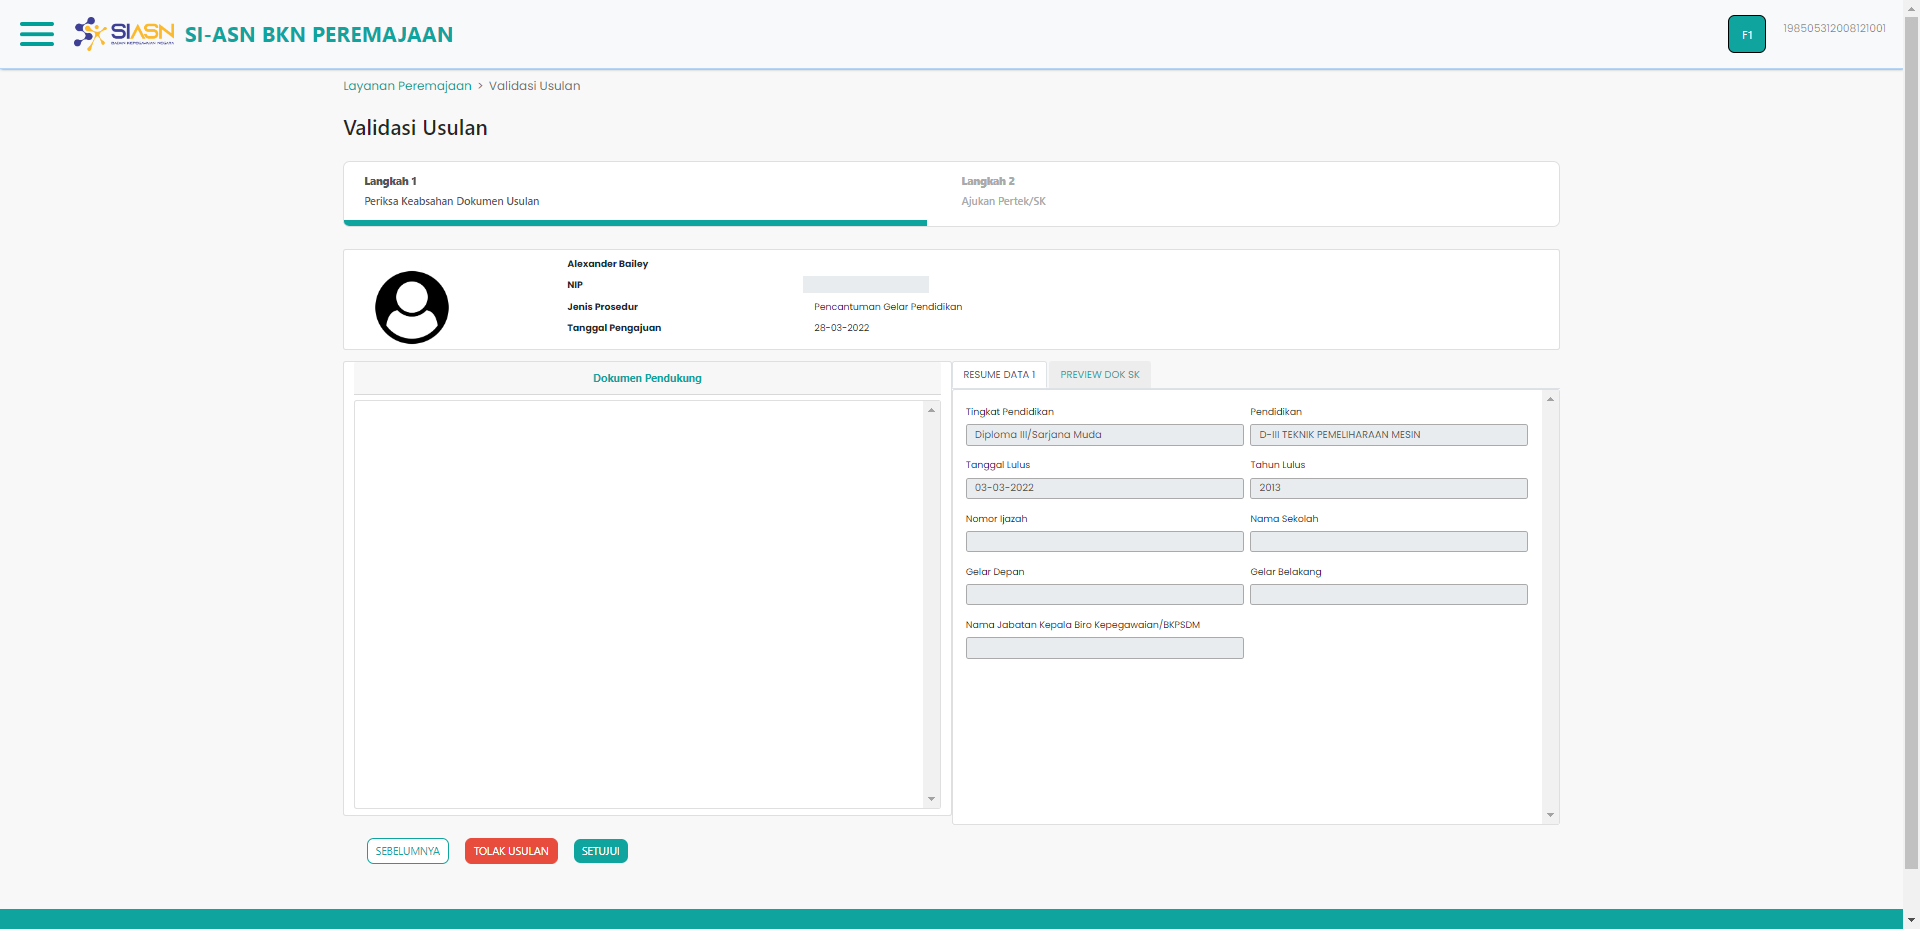 SIASN
BADAN KEPEGAWAIAN NEGARA
SI-ASN BKN PEREMAJAAN
F1
198505312008121001
Layanan Peremajaan > Validasi Usulan
Validasi Usulan
Langkah 1
Periksa Keabsahan Dokumen Usulan
Langkah 2
Ajukan Pertek/SK
Alexander Bailey
NIP
Jenis Prosedur Pencantuman Gelar Pendidikan
Tanggal Pengajuan 28-03-2022
Dokumen Pendukung
RESUME DATA 1 PREVIEW DOK SK
Tingkat Pendidikan Pendidikan
Diploma III/Sarjana Muda D-III TEKNIK PEMELIHARAAN MESIN
Tanggal Lulus Tahun Lulus
03-03-2022 2013
Nomor Ijazah Nama Sekolah
Gelar Depan Gelar Belakang
Nama Jabatan Kepala Biro Kepegawaian/BKPSDM
SEBELUMNYA TOLAK USULAN SETUJUI